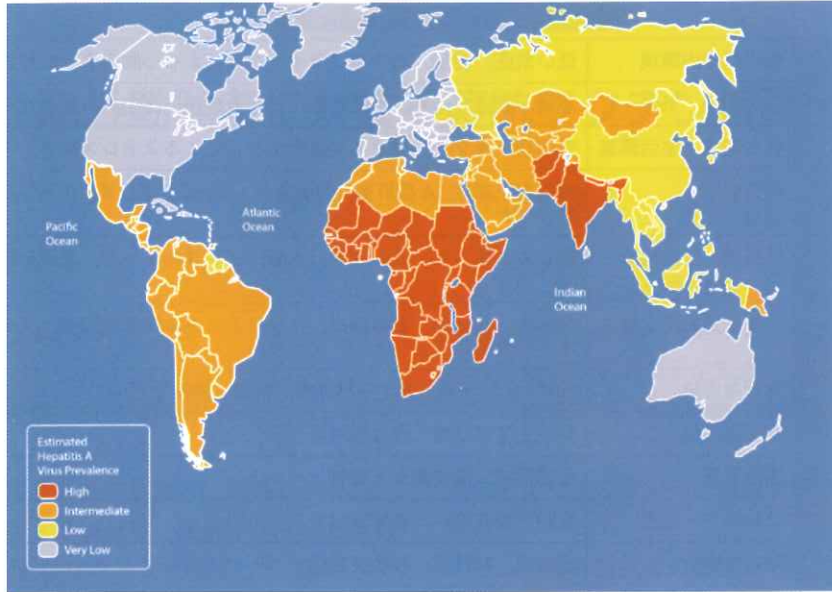 Pacific
Ocean
Atlantic
Ocean
Indian
Ocean
Estimated
Hepatitis A
Virus Prevalence
High
Intermediate
Low
Very Low